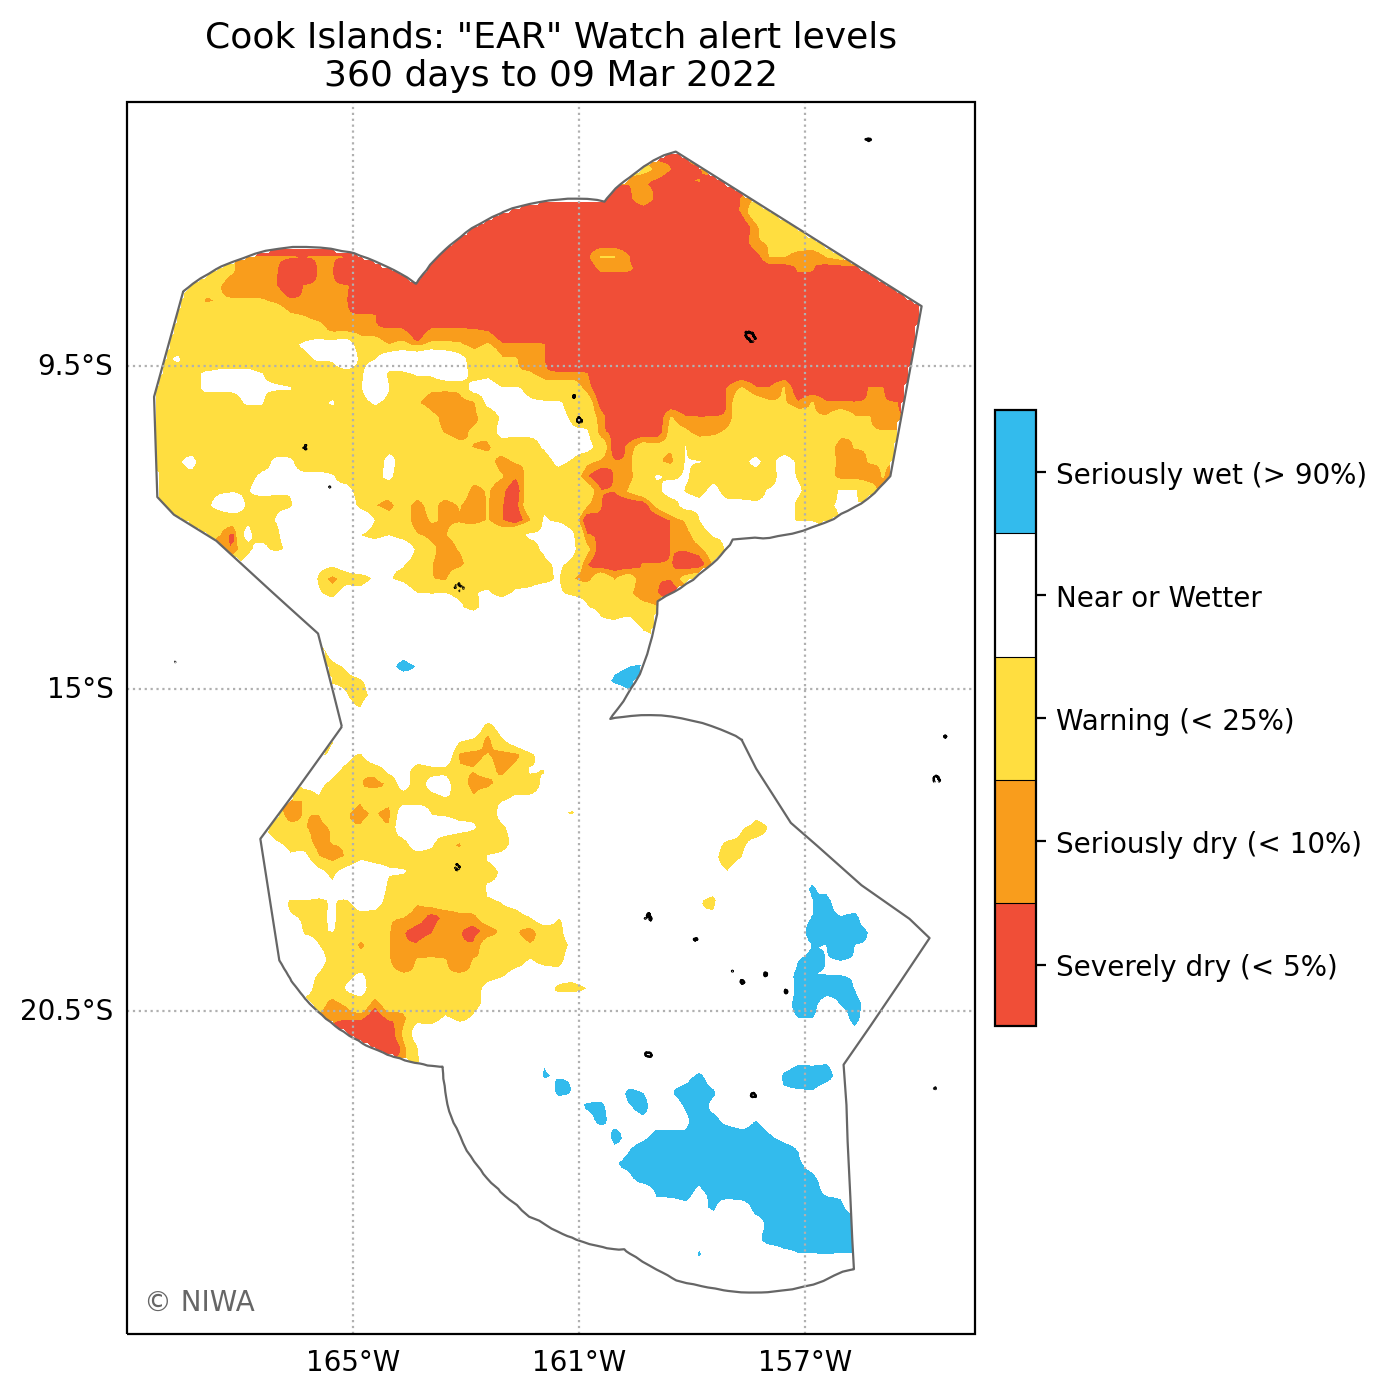 Cook Islands: "EAR" Watch alert levels
360 days to 09 Mar 2022
9.5°S
15°S
20.5°S
165°W
161°W
157°W
Seriously wet (> 90%)
Near or Wetter
Warning (< 25%)
Seriously dry (< 10%)
Severely dry (< 5%)
© NIWA